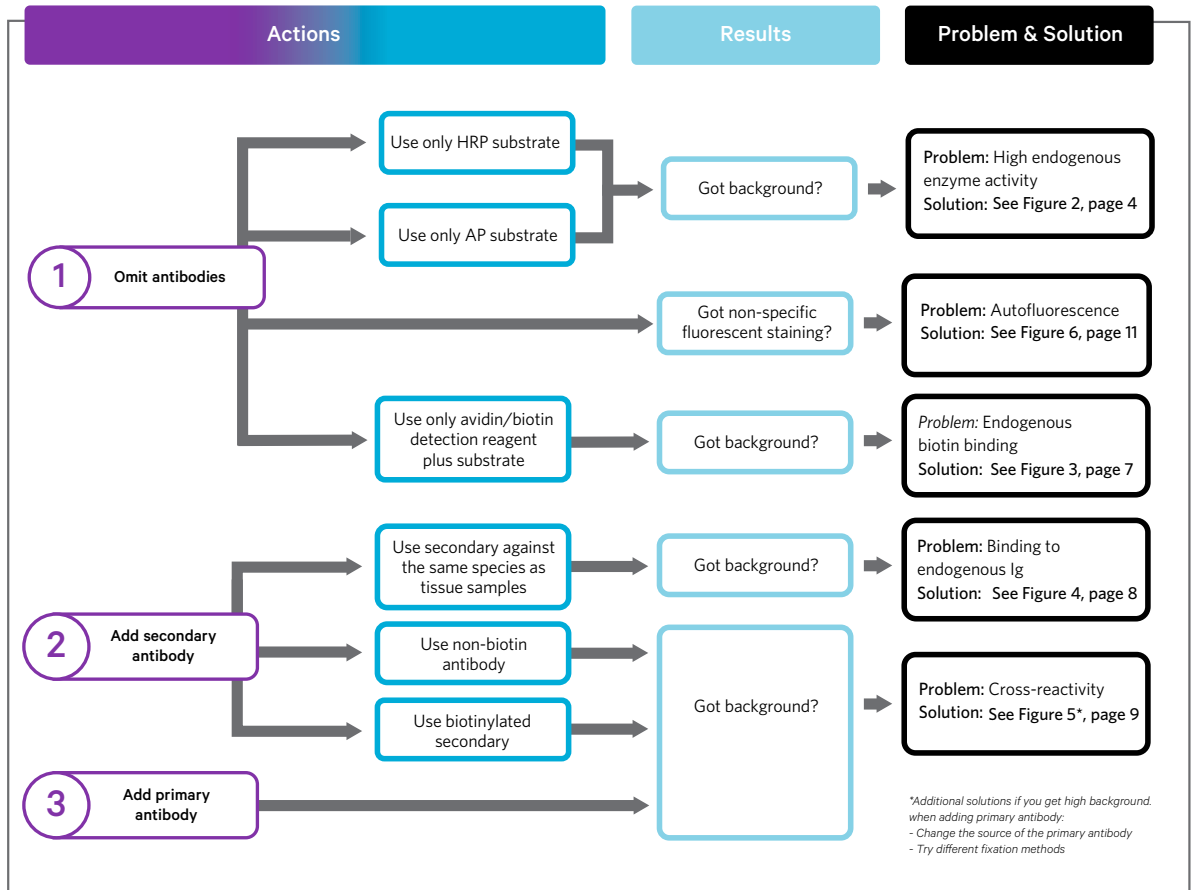 Actions
Results
Problem & Solution
1
Omit antibodies
Use only HRP substrate
Use only AP substrate
Got background?
Problem: High endogenous
enzyme activity
Solution: See Figure 2, page 4
Got non-specific
fluorescent staining?
Problem: Autofluorescence
Solution: See Figure 6, page 11
Use only avidin/biotin
detection reagent
plus substrate
Got background?
Problem: Endogenous
biotin binding
Solution: See Figure 3, page 7
2
Add secondary
antibody
Use secondary against
the same species as
tissue samples
Got background?
Problem: Binding to
endogenous Ig
Solution: See Figure 4, page 8
Use non-biotin
antibody
Use biotinylated
secondary
Got background?
Problem: Cross-reactivity
Solution: See Figure 5*, page 9
3
Add primary
antibody
*Additional solutions if you get high background.
when adding primary antibody:
- Change the source of the primary antibody
- Try different fixation methods